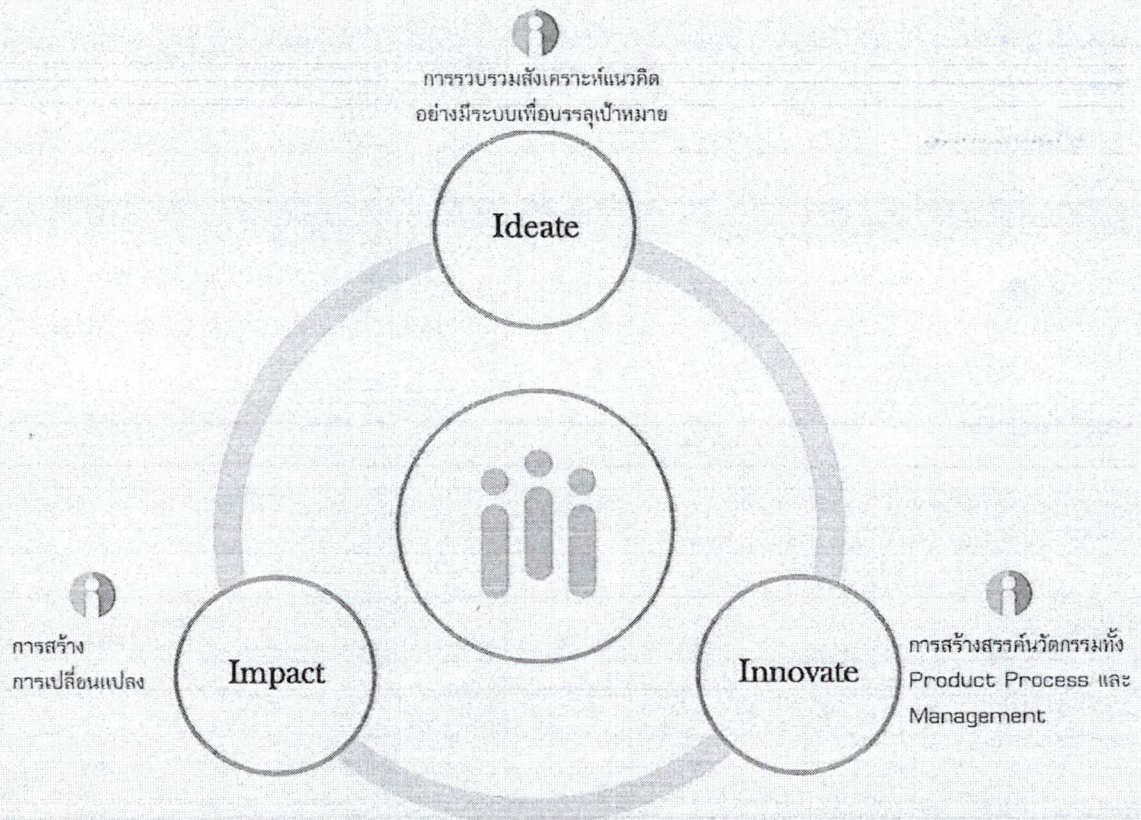 การรวบรวมสังเคราะห์แนวคิด
อย่างมีระบบเพื่อบรรลุเป้าหมาย
Ideate
Impact
การสร้าง
การเปลี่ยนแปลง
Innovate
การสร้างสรรค์นวัตกรรมทั้ง
Product Process และ
Management